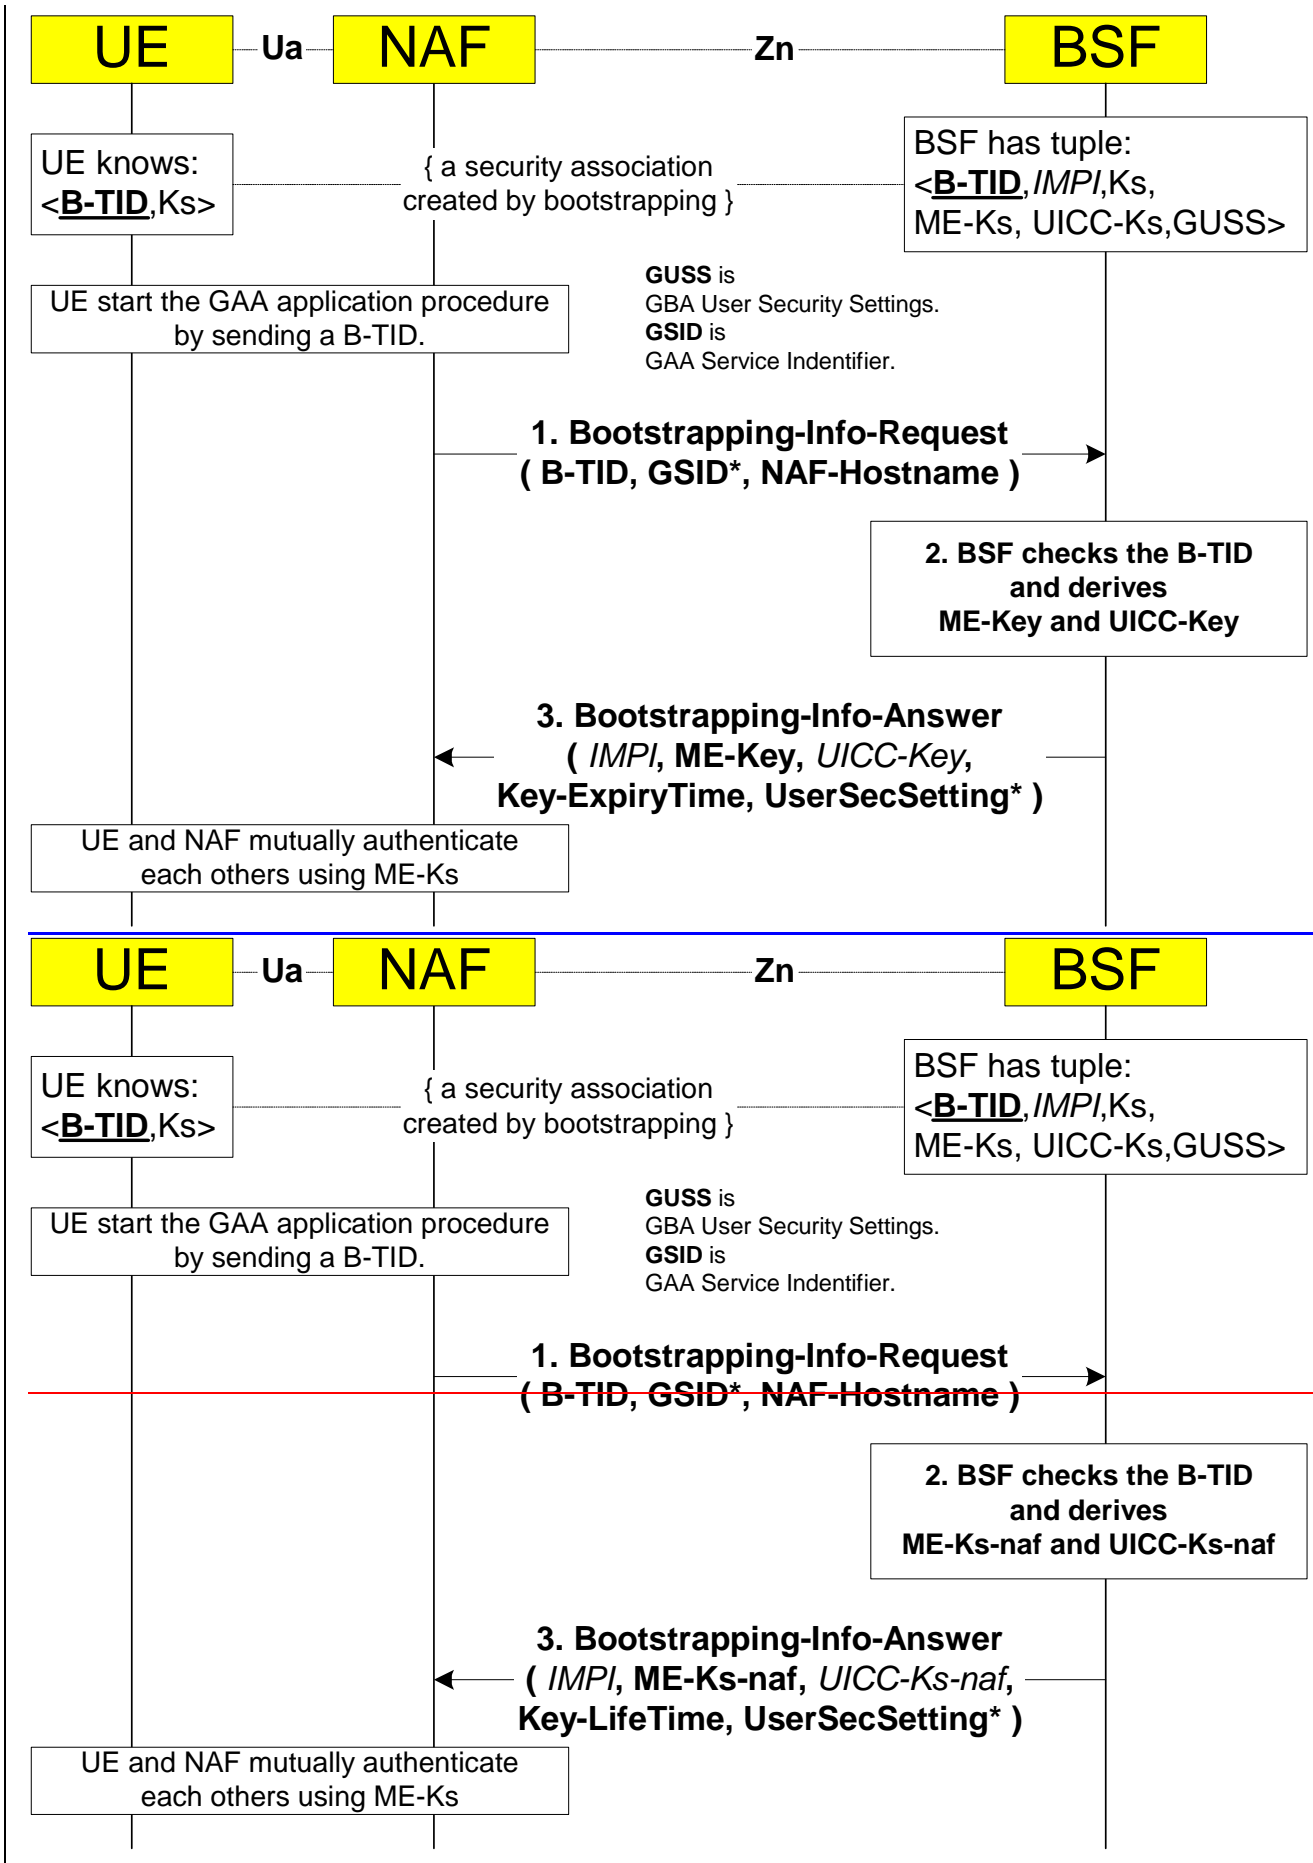 UE Ua NAF Zn BSF
UE knows:
<B-TID,Ks>
{ a security association
created by bootstrapping }
BSF has tuple:
<B-TID,IMPI,Ks,
ME-Ks, UICC-Ks,GUSS>
UE start the GAA application procedure
by sending a B-TID.
GUSS is
GBA User Security Settings.
GSID is
GAA Service Indentifier.
1. Bootstrapping-Info-Request
( B-TID, GSID*, NAF-Hostname )
2. BSF checks the B-TID
and derives
ME-Key and UICC-Key
3. Bootstrapping-Info-Answer
( IMPI, ME-Key, UICC-Key,
Key-ExpiryTime, UserSecSetting* )
UE and NAF mutually authenticate
each others using ME-Ks
UE Ua NAF Zn BSF
UE knows:
<B-TID,Ks>
{ a security association
created by bootstrapping }
BSF has tuple:
<B-TID,IMPI,Ks,
ME-Ks, UICC-Ks,GUSS>
UE start the GAA application procedure
by sending a B-TID.
GUSS is
GBA User Security Settings.
GSID is
GAA Service Indentifier.
1. Bootstrapping-Info-Request
( B-TID, GSID*, NAF-Hostname )
2. BSF checks the B-TID
and derives
ME-Ks-naf and UICC-Ks-naf
3. Bootstrapping-Info-Answer
( IMPI, ME-Ks-naf, UICC-Ks-naf,
Key-LifeTime, UserSecSetting* )
UE and NAF mutually authenticate
each others using ME-Ks